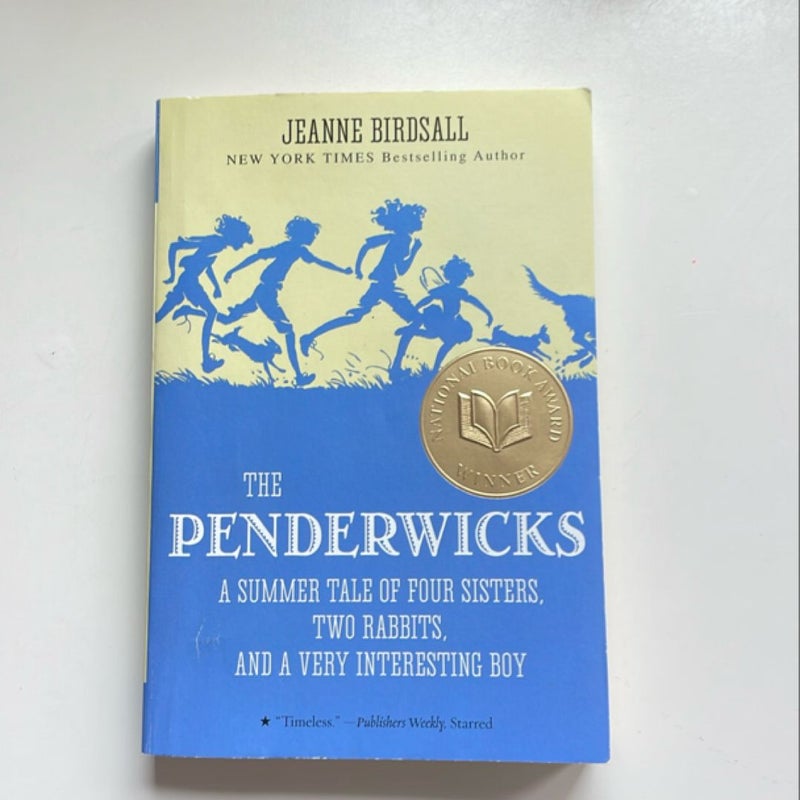 JEANNE BIRDSALL
NEW YORK TIMES Bestselling Author
NATIONAL BOOK AWARD
WINNER
THE
PENDERWICKS
A SUMMER TALE OF FOUR SISTERS,
TWO RABBITS,
AND A VERY INTERESTING BOY
★ "Timeless." —Publishers Weekly, Starred